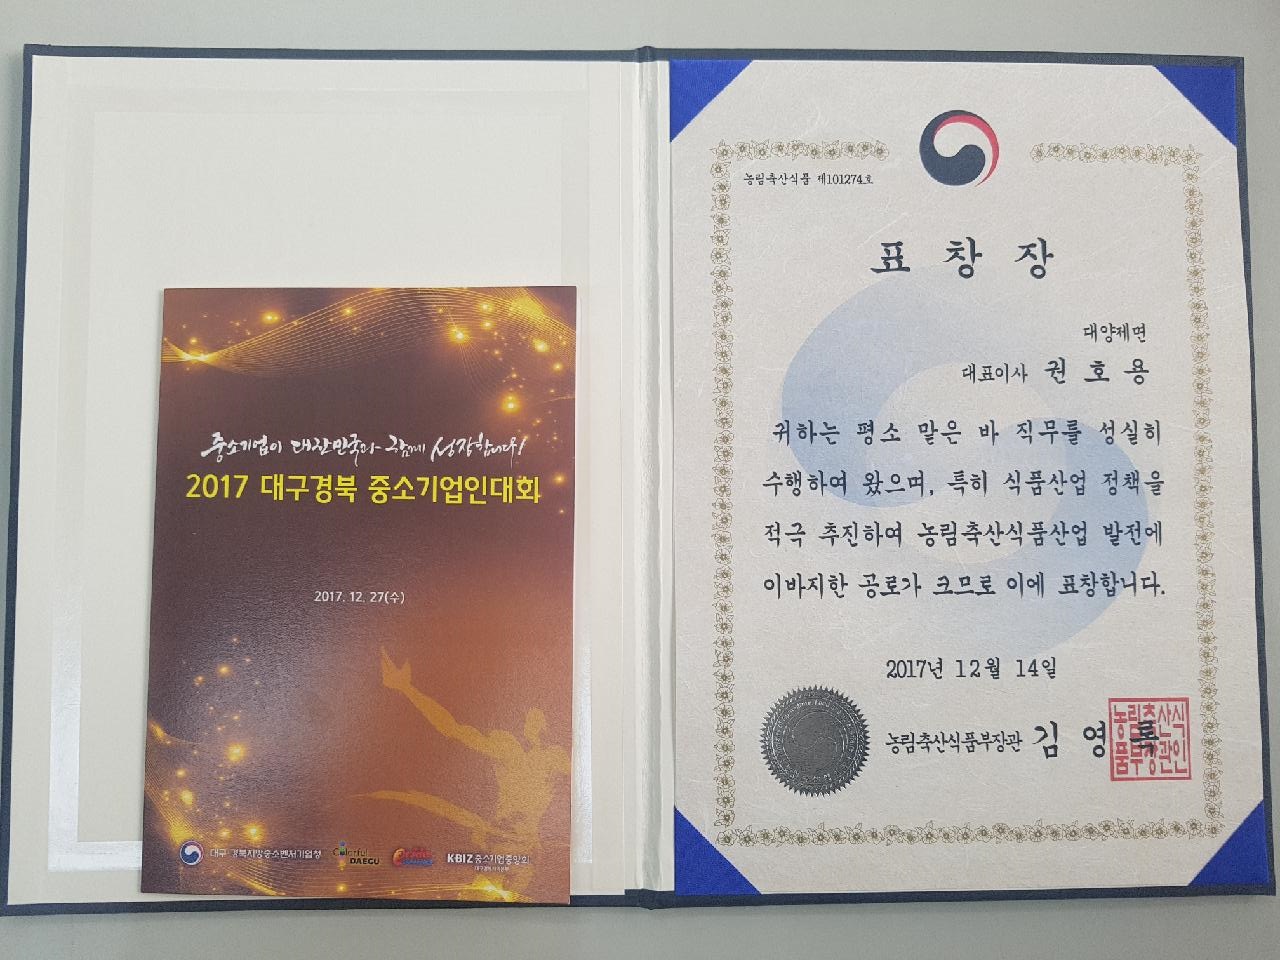 중소기업이 대한민국과 함께 성장합니다!
2017 대구경북 중소기업인대회
2017. 12. 27(수)
대구·경북지방중소벤처기업청
Colorful DAEGU
KBIZ 중소기업중앙회
농림축산식품 제101274호
표 창 장
대양제면
대표이사 권 호 용
귀하는 평소 맡은 바 직무를 성실히
수행하여 왔으며, 특히 식품산업 정책을
적극 추진하여 농림축산식품산업 발전에
이바지한 공로가 크므로 이에 표창합니다.
2017년 12월 14일
농림축산식품부장관 김 영 록
농림축산식
품부장관인